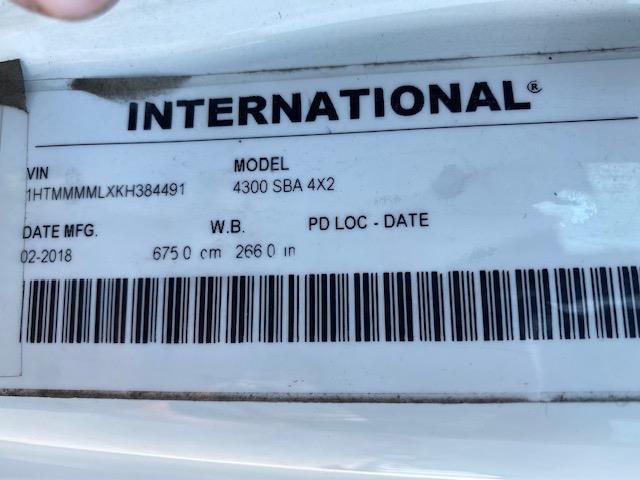 INTERNATIONAL®
VIN MODEL
1HTMMMMLXKH384491 4300 SBA 4X2
DATE MFG. W.B. PD LOC - DATE
02-2018 675.0 cm 266.0 in